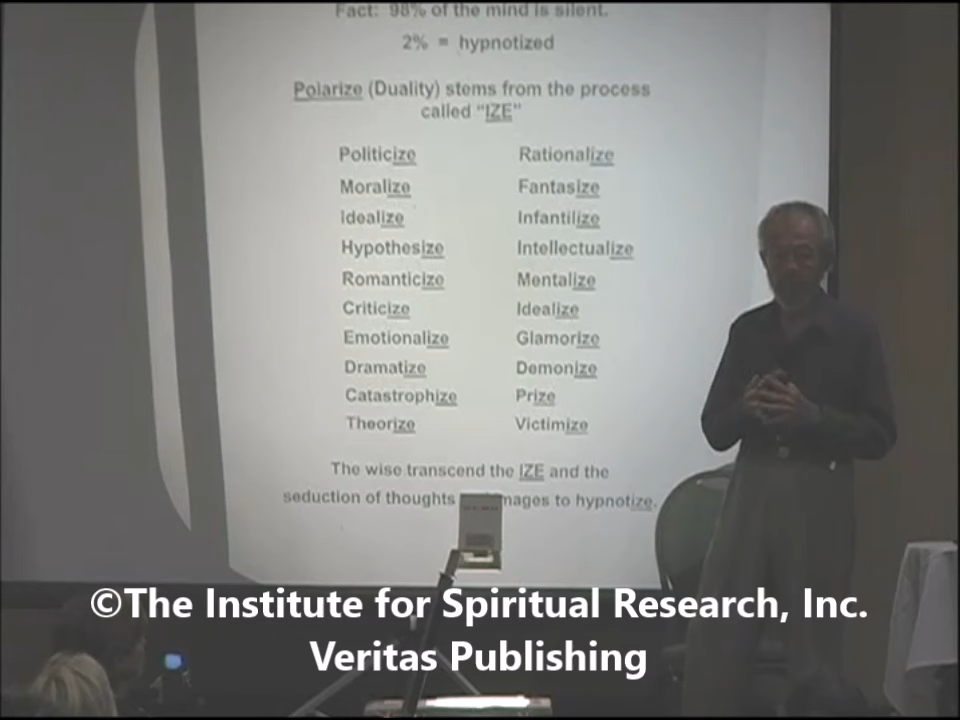 Fact: 98% of the mind is silent.
2% = hypnotized
Polarize (Duality) stems from the process
called "IZE"
Politicize Rationalize
Moralize Fantasize
Idealize Infantilize
Hypothesize Intellectualize
Romanticize Mentalize
Criticize Idealize
Emotionalize Glamorize
Dramatize Demonize
Catastrophize Prize
Theorize Victimize
The wise transcend the IZE and the
seduction of thoughts mages to hypnotize.
©The Institute for Spiritual Research, Inc.
Veritas Publishing